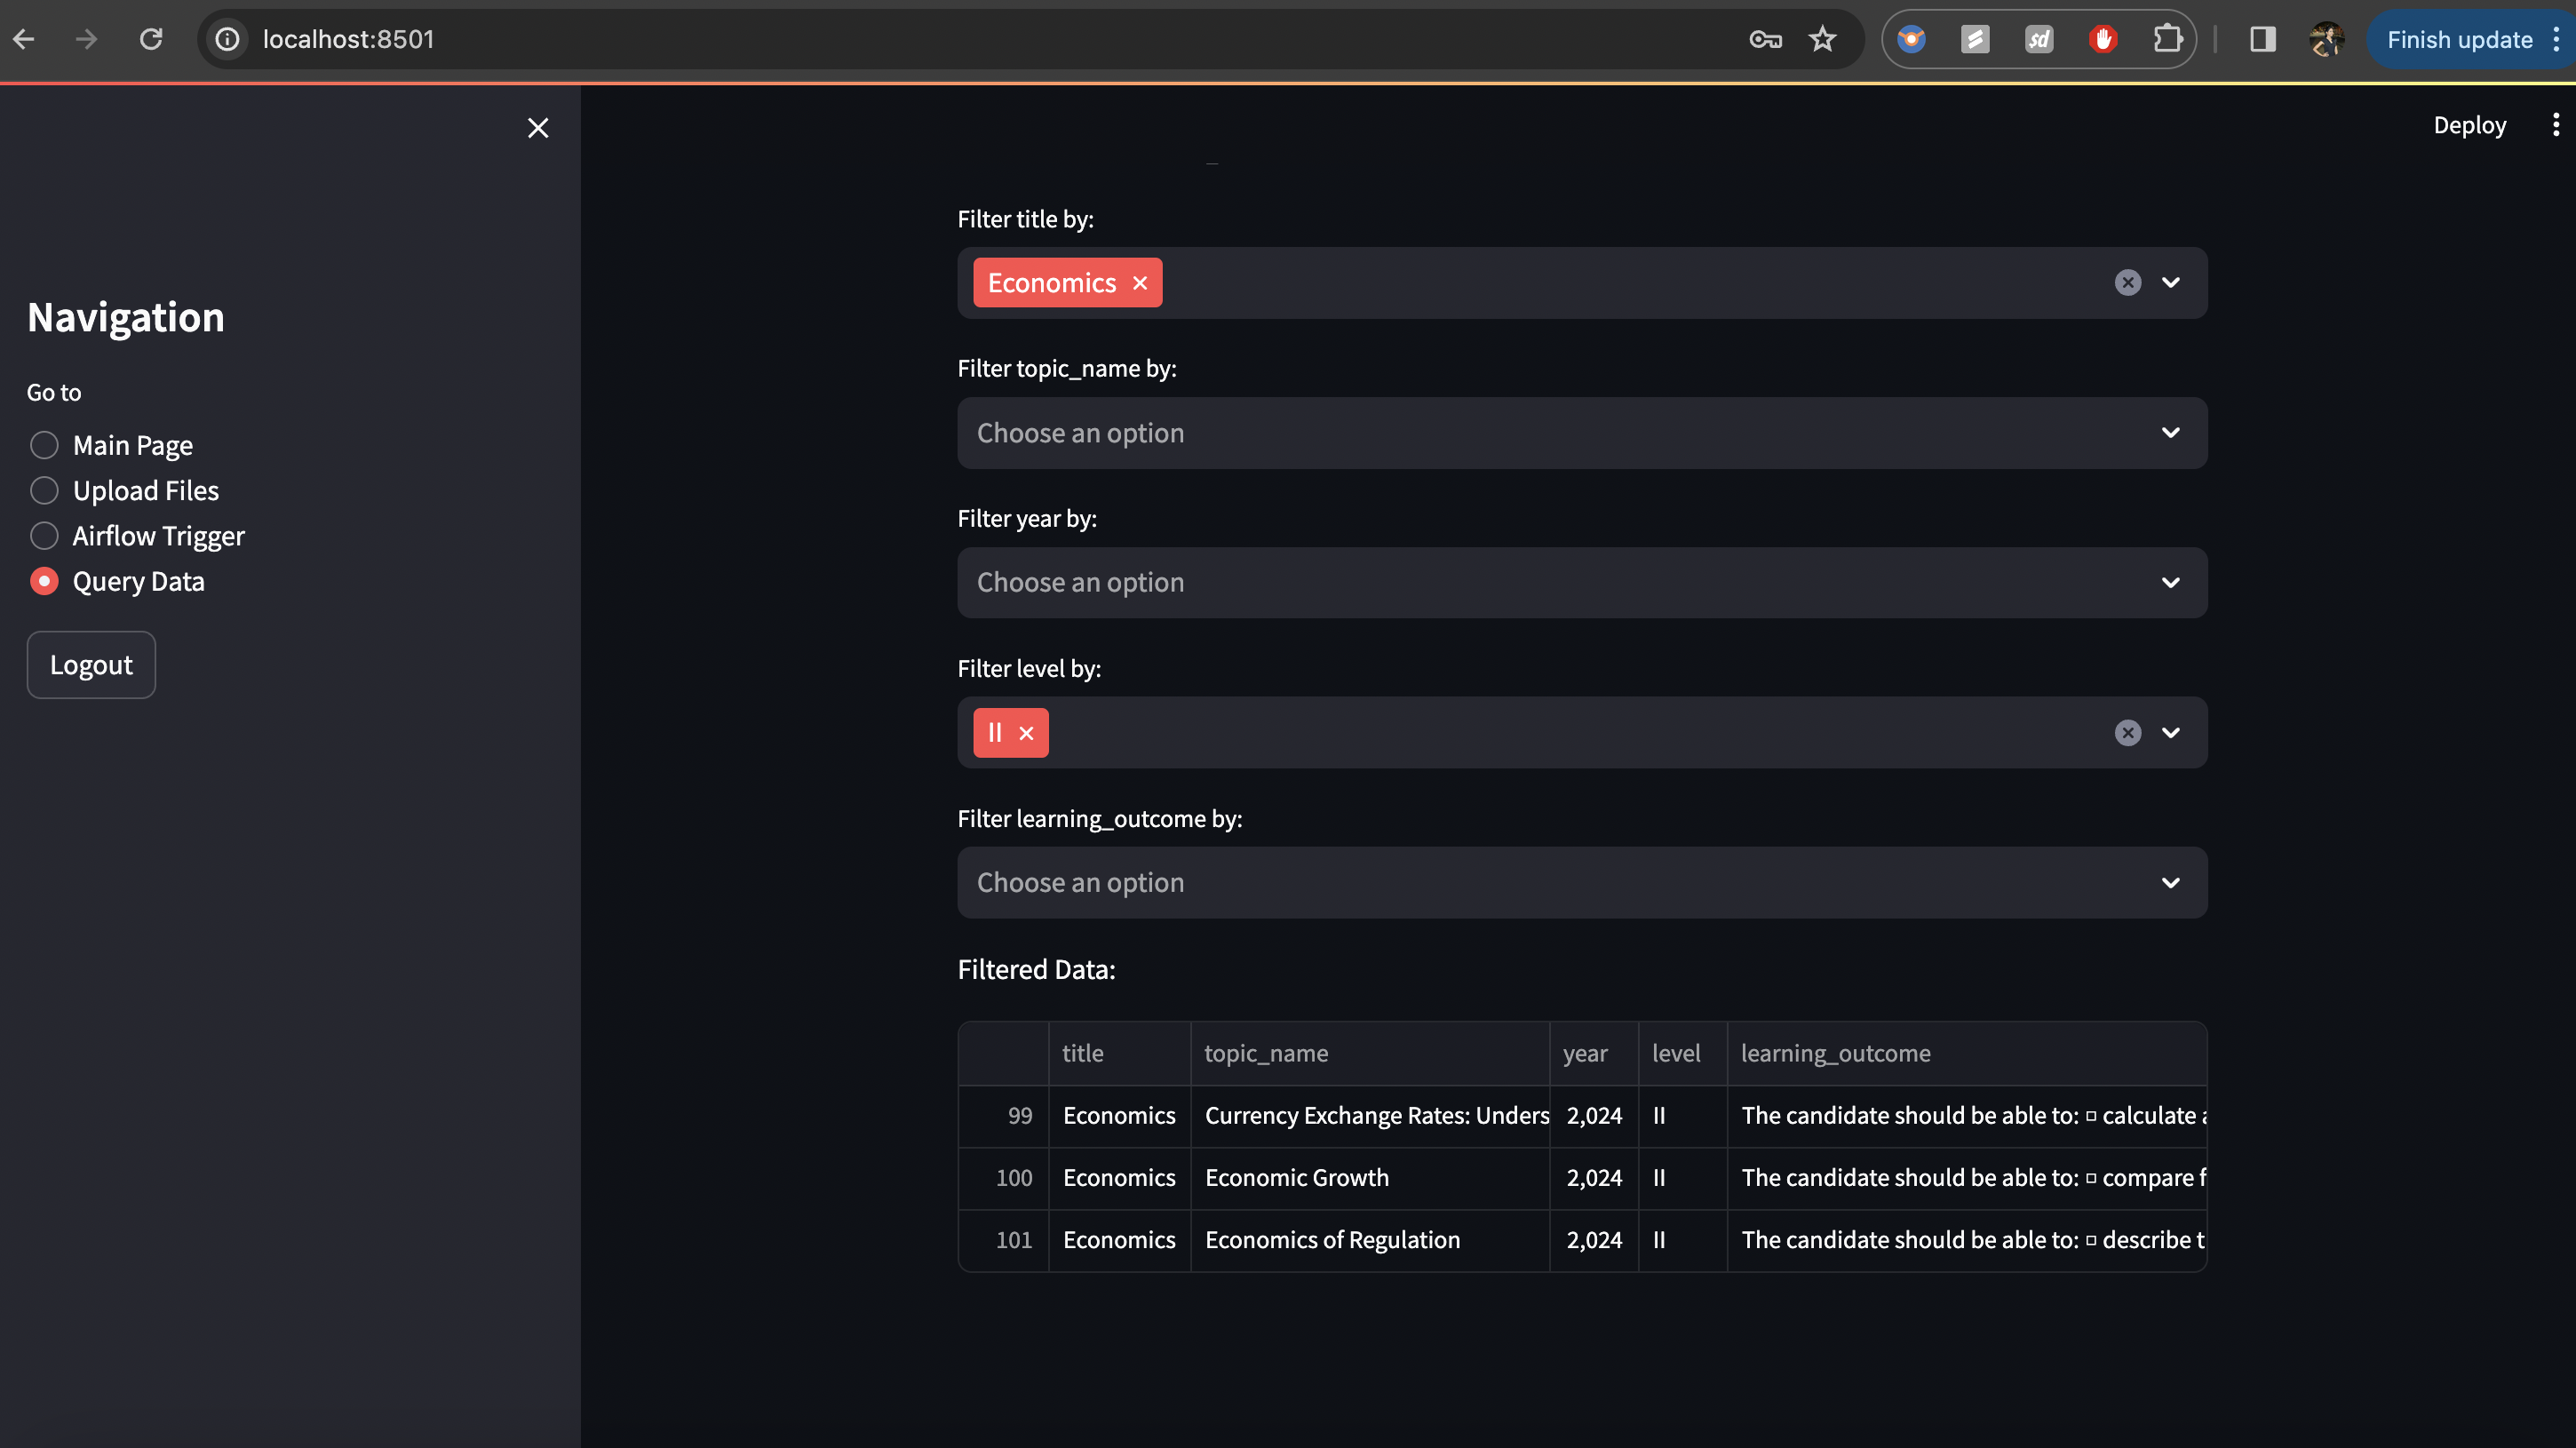 localhost:8501
Finish update
Deploy
Navigation
Go to
Main Page
Upload Files
Airflow Trigger
Query Data
Logout
Filter title by:
Economics
Filter topic_name by:
Choose an option
Filter year by:
Choose an option
Filter level by:
II
Filter learning_outcome by:
Choose an option
Filtered Data:
title topic_name year level learning_outcome
99 Economics Currency Exchange Rates: Unders 2,024 II The candidate should be able to: calculate a
100 Economics Economic Growth 2,024 II The candidate should be able to: compare f
101 Economics Economics of Regulation 2,024 II The candidate should be able to: describe t